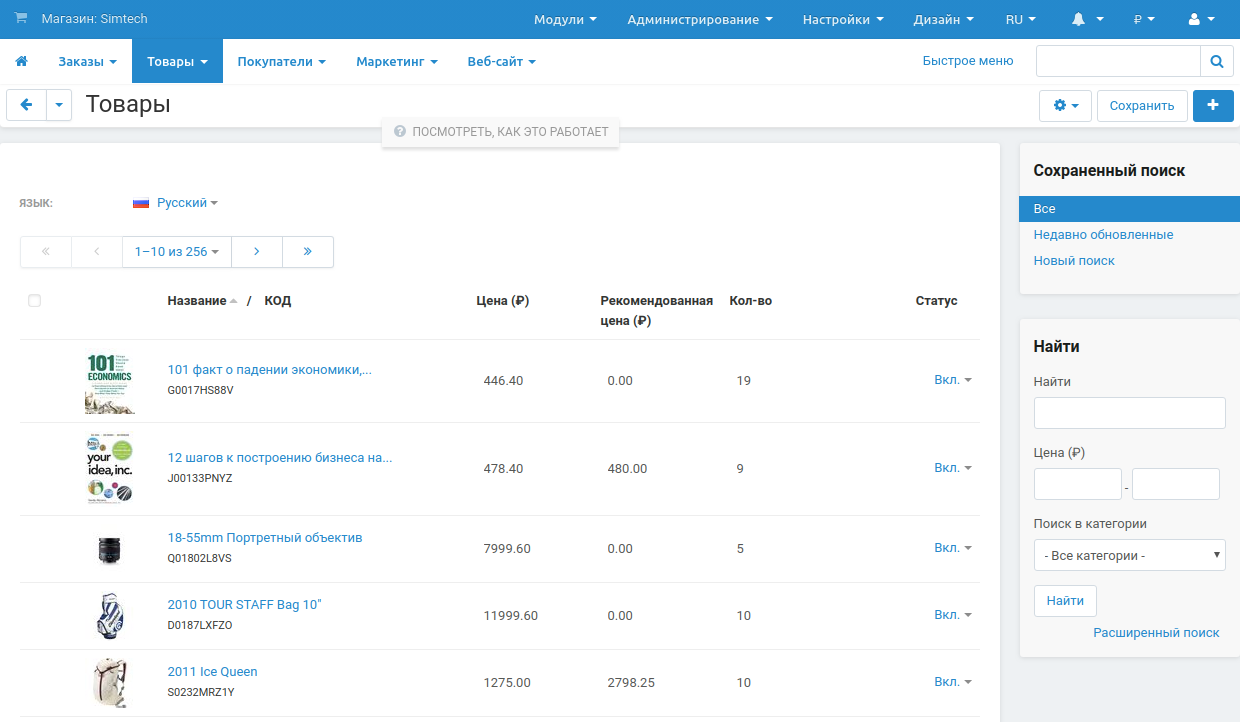 Магазин: Simtech
Модули
Администрирование
Настройки
Дизайн
RU
₽
Заказы
Товары
Покупатели
Маркетинг
Веб-сайт
Быстрое меню
Товары
Сохранить
ПОСМОТРЕТЬ, КАК ЭТО РАБОТАЕТ
ЯЗЫК:
Русский
« ‹ 1–10 из 256 › »
Название / КОД
Цена (₽)
Рекомендованная
цена (₽)
Кол-во
Статус
101
ECONOMICS
101 факт о падении экономики,...
G0017HS88V
446.40
0.00
19
Вкл.
your
idea, inc.
12 шагов к построению бизнеса на...
J00133PNYZ
478.40
480.00
9
Вкл.
18-55mm Портретный объектив
Q01802L8VS
7999.60
0.00
5
Вкл.
2010 TOUR STAFF Bag 10"
D0187LXFZO
11999.60
0.00
10
Вкл.
2011 Ice Queen
S0232MRZ1Y
1275.00
2798.25
10
Вкл.
Сохраненный поиск
Все
Недавно обновленные
Новый поиск
Найти
Найти
Цена (₽)
-
Поиск в категории
- Все категории -
Найти
Расширенный поиск